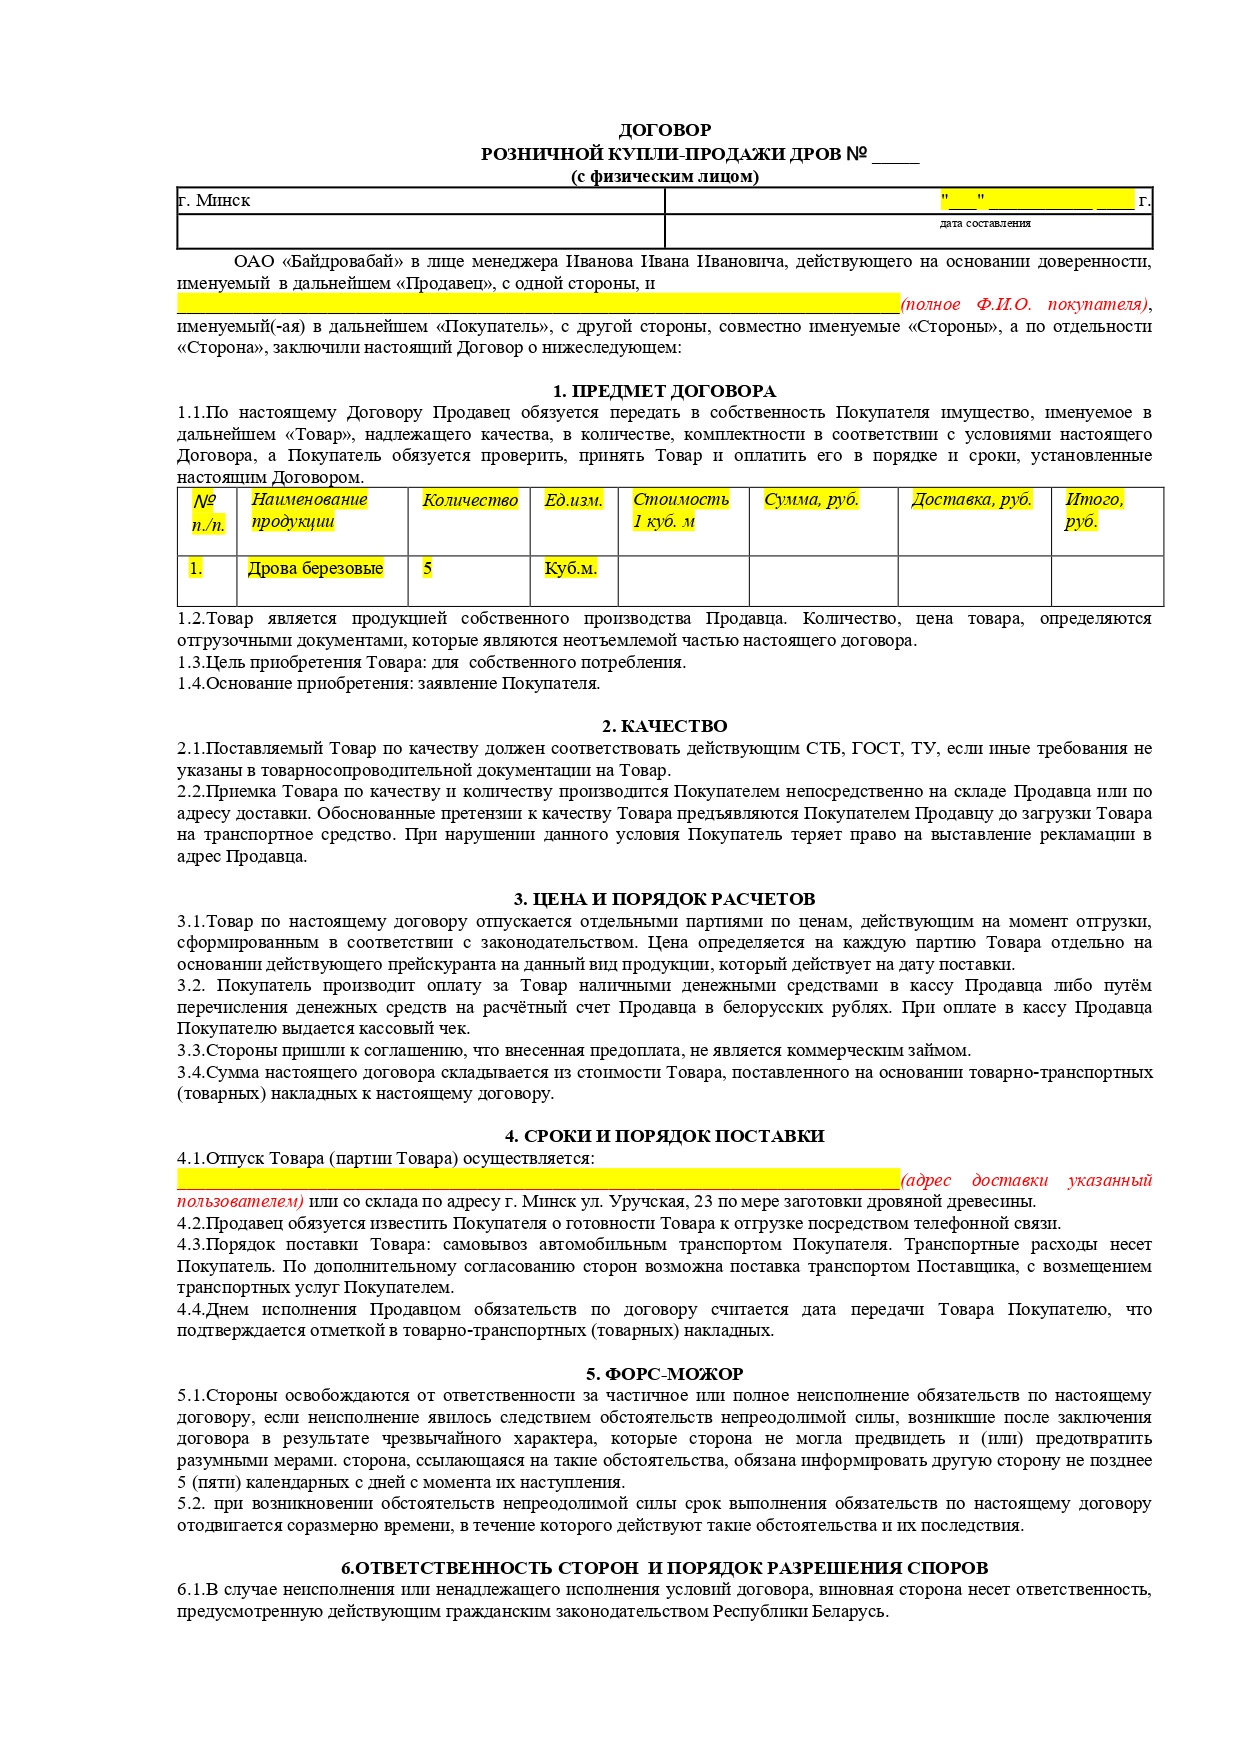 ДОГОВОР
РОЗНИЧНОЙ КУПЛИ-ПРОДАЖИ ДРОВ № _____
(с физическим лицом)
г. Минск "___" ___________ ____ г.
дата составления
ОАО «Байдровабай» в лице менеджера Иванова Ивана Ивановича, действующего на основании доверенности,
именуемый в дальнейшем «Продавец», с одной стороны, и
____________________________________________________________________________(полное Ф.И.О. покупателя),
именуемый(-ая) в дальнейшем «Покупатель», с другой стороны, совместно именуемые «Стороны», а по отдельности
«Сторона», заключили настоящий Договор о нижеследующем:
1. ПРЕДМЕТ ДОГОВОРА
1.1.По настоящему Договору Продавец обязуется передать в собственность Покупателя имущество, именуемое в
дальнейшем «Товар», надлежащего качества, в количестве, комплектности в соответствии с условиями настоящего
Договора, а Покупатель обязуется проверить, принять Товар и оплатить его в порядке и сроки, установленные
настоящим Договором.
№ Наименование Количество Ед.изм. Стоимость Сумма, руб. Доставка, руб. Итого,
п./п. продукции 1 куб. м руб.
1. Дрова березовые 5 Куб.м.
1.2.Товар является продукцией собственного производства Продавца. Количество, цена товара, определяются
отгрузочными документами, которые являются неотъемлемой частью настоящего договора.
1.3.Цель приобретения Товара: для собственного потребления.
1.4.Основание приобретения: заявление Покупателя.
2. КАЧЕСТВО
2.1.Поставляемый Товар по качеству должен соответствовать действующим СТБ, ГОСТ, ТУ, если иные требования не
указаны в товарносопроводительной документации на Товар.
2.2.Приемка Товара по качеству и количеству производится Покупателем непосредственно на складе Продавца или по
адресу доставки. Обоснованные претензии к качеству Товара предъявляются Покупателем Продавцу до загрузки Товара
на транспортное средство. При нарушении данного условия Покупатель теряет право на выставление рекламации в
адрес Продавца.
3. ЦЕНА И ПОРЯДОК РАСЧЕТОВ
3.1.Товар по настоящему договору отпускается отдельными партиями по ценам, действующим на момент отгрузки,
сформированным в соответствии с законодательством. Цена определяется на каждую партию Товара отдельно на
основании действующего прейскуранта на данный вид продукции, который действует на дату поставки.
3.2. Покупатель производит оплату за Товар наличными денежными средствами в кассу Продавца либо путём
перечисления денежных средств на расчётный счет Продавца в белорусских рублях. При оплате в кассу Продавца
Покупателю выдается кассовый чек.
3.3.Стороны пришли к соглашению, что внесенная предоплата, не является коммерческим займом.
3.4.Сумма настоящего договора складывается из стоимости Товара, поставленного на основании товарно-транспортных
(товарных) накладных к настоящему договору.
4. СРОКИ И ПОРЯДОК ПОСТАВКИ
4.1.Отпуск Товара (партии Товара) осуществляется:
____________________________________________________________________________(адрес доставки указанный
пользователем) или со склада по адресу г. Минск ул. Уручская, 23 по мере заготовки дровяной древесины.
4.2.Продавец обязуется известить Покупателя о готовности Товара к отгрузке посредством телефонной связи.
4.3.Порядок поставки Товара: самовывоз автомобильным транспортом Покупателя. Транспортные расходы несет
Покупатель. По дополнительному согласованию сторон возможна поставка транспортом Поставщика, с возмещением
транспортных услуг Покупателем.
4.4.Днем исполнения Продавцом обязательств по договору считается дата передачи Товара Покупателю, что
подтверждается отметкой в товарно-транспортных (товарных) накладных.
5. ФОРС-МОЖОР
5.1.Стороны освобождаются от ответственности за частичное или полное неисполнение обязательств по настоящему
договору, если неисполнение явилось следствием обстоятельств непреодолимой силы, возникшие после заключения
договора в результате чрезвычайного характера, которые сторона не могла предвидеть и (или) предотвратить
разумными мерами. сторона, ссылающаяся на такие обстоятельства, обязана информировать другую сторону не позднее
5 (пяти) календарных с дней с момента их наступления.
5.2. при возникновении обстоятельств непреодолимой силы срок выполнения обязательств по настоящему договору
отодвигается соразмерно времени, в течение которого действуют такие обстоятельства и их последствия.
6.ОТВЕТСТВЕННОСТЬ СТОРОН И ПОРЯДОК РАЗРЕШЕНИЯ СПОРОВ
6.1.В случае неисполнения или ненадлежащего исполнения условий договора, виновная сторона несет ответственность,
предусмотренную действующим гражданским законодательством Республики Беларусь.